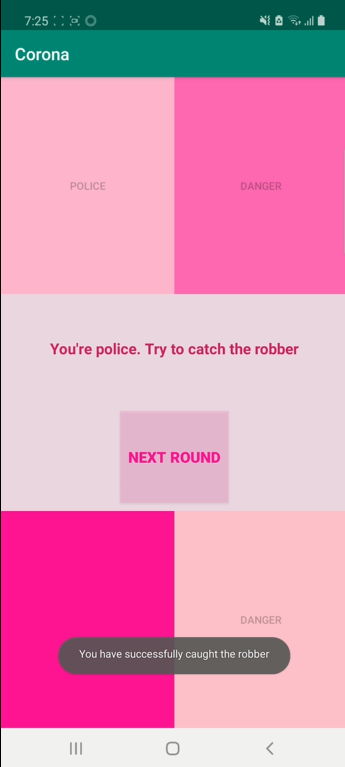 7:25
Corona
POLICE
DANGER
You're police. Try to catch the robber
NEXT ROUND
DANGER
You have successfully caught the robber